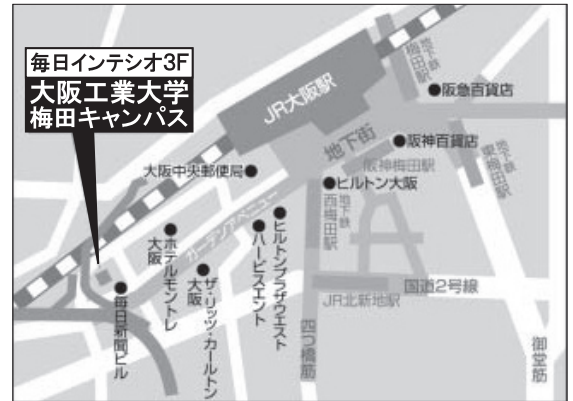 毎日インテシオ3F
大阪工業大学
梅田キャンパス
JR大阪駅
地下鉄
梅田駅
阪急百貨店
地下街
阪神百貨店
阪神梅田駅
地下鉄
東梅田駅
大阪中央郵便局
ヒルトン大阪
地下鉄
西梅田駅
ガーデンアベニュー
ホテルモントレ
大阪
ザ・リッツ・カールトン
大阪
ハービスエント
ヒルトンプラザウエスト
毎日新聞ビル
国道2号線
JR北新地駅
四つ橋筋
御堂筋